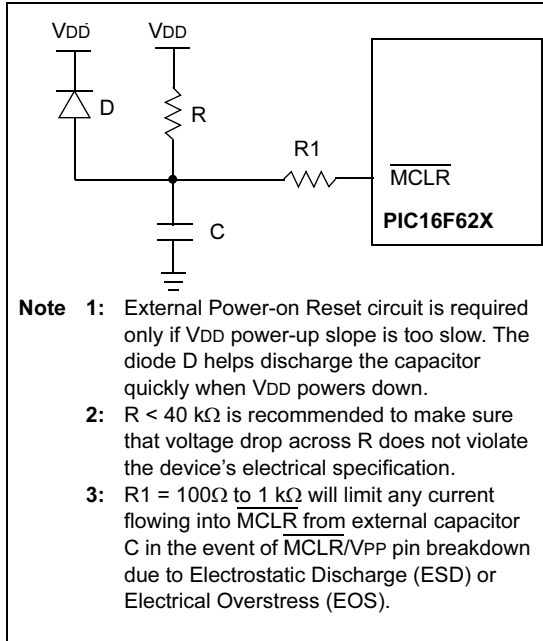 VDD VDD
D
R
R1
MCLR
PIC16F62X
C
Note 1: External Power-on Reset circuit is required
only if VDD power-up slope is too slow. The
diode D helps discharge the capacitor
quickly when VDD powers down.
2: R < 40 kΩ is recommended to make sure
that voltage drop across R does not violate
the device's electrical specification.
3: R1 = 100Ω to 1 kΩ will limit any current
flowing into MCLR from external capacitor
C in the event of MCLR/VPP pin breakdown
due to Electrostatic Discharge (ESD) or
Electrical Overstress (EOS).